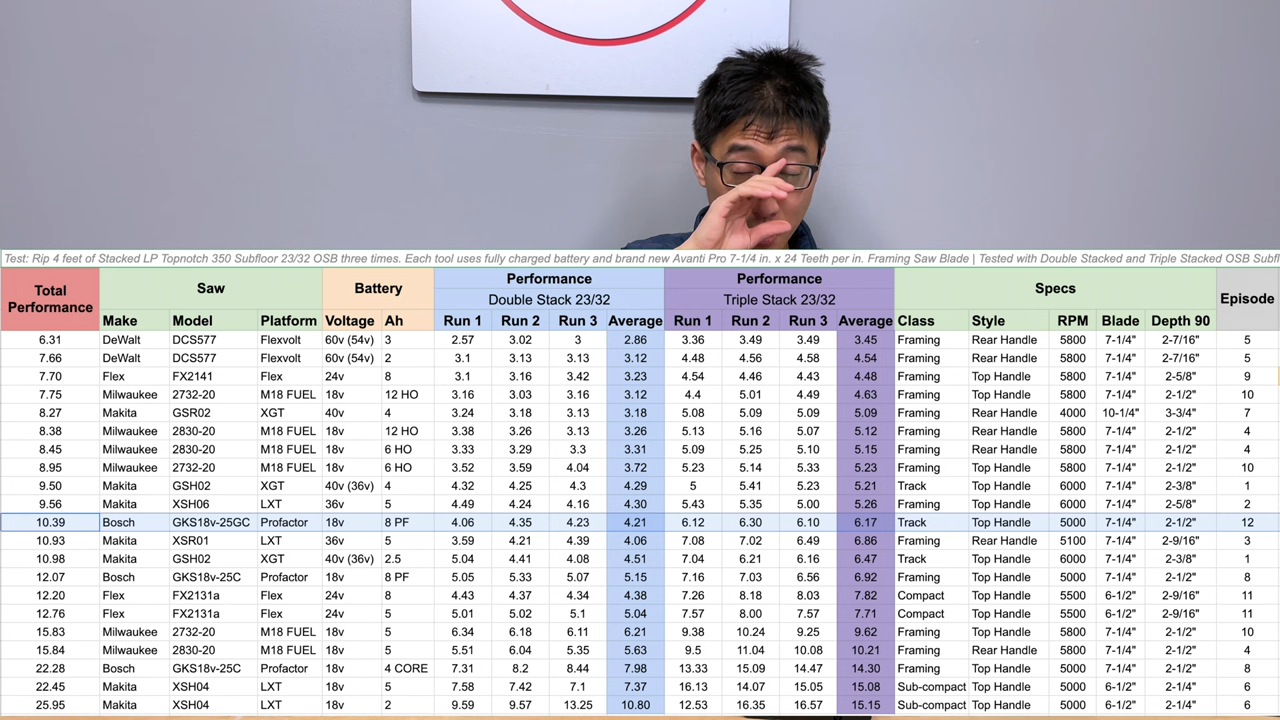 Test: Rip 4 feet of Stacked LP Topnotch 350 Subfloor 23/32 OSB three times. Each tool uses fully charged battery and brand new Avanti Pro 7-1/4 in. x 24 Teeth per in. Framing Saw Blade | Tested with Double Stacked and Triple Stacked OSB Subfl
Total Performance Saw Battery Performance Performance Specs Episode
Double Stack 23/32 Triple Stack 23/32
Make Model Platform Voltage Ah Run 1 Run 2 Run 3 Average Run 1 Run 2 Run 3 Average Class Style RPM Blade Depth 90
6.31 DeWalt DCS577 Flexvolt 60v (54v) 3 2.57 3.02 3 2.86 3.36 3.49 3.49 3.45 Framing Rear Handle 5800 7-1/4" 2-7/16" 5
7.66 DeWalt DCS577 Flexvolt 60v (54v) 2 3.1 3.13 3.13 3.12 4.48 4.56 4.58 4.54 Framing Rear Handle 5800 7-1/4" 2-7/16" 5
7.70 Flex FX2141 Flex 24v 8 3.1 3.16 3.42 3.23 4.54 4.46 4.43 4.48 Framing Top Handle 5800 7-1/4" 2-5/8" 9
7.75 Milwaukee 2732-20 M18 FUEL 18v 12 HO 3.16 3.03 3.16 3.12 4.4 5.01 4.49 4.63 Framing Top Handle 5800 7-1/4" 2-1/2" 10
8.27 Makita GSR02 XGT 40v 4 3.24 3.18 3.13 3.18 5.08 5.09 5.09 5.09 Framing Rear Handle 4000 10-1/4" 3-3/4" 7
8.38 Milwaukee 2830-20 M18 FUEL 18v 12 HO 3.38 3.26 3.13 3.26 5.13 5.16 5.07 5.12 Framing Rear Handle 5800 7-1/4" 2-1/2" 4
8.45 Milwaukee 2830-20 M18 FUEL 18v 6 HO 3.33 3.29 3.3 3.31 5.09 5.25 5.10 5.15 Framing Rear Handle 5800 7-1/4" 2-1/2" 4
8.95 Milwaukee 2732-20 M18 FUEL 18v 6 HO 3.52 3.59 4.04 3.72 5.23 5.14 5.33 5.23 Framing Top Handle 5800 7-1/4" 2-1/2" 10
9.50 Makita GSH02 XGT 40v (36v) 4 4.32 4.25 4.3 4.29 5 5.41 5.23 5.21 Track Top Handle 6000 7-1/4" 2-3/8" 1
9.56 Makita XSH06 LXT 36v 5 4.49 4.24 4.16 4.30 5.43 5.35 5.00 5.26 Framing Top Handle 6000 7-1/4" 2-5/8" 2
10.39 Bosch GKS18v-25GC Profactor 18v 8 PF 4.06 4.35 4.23 4.21 6.12 6.30 6.10 6.17 Track Top Handle 5000 7-1/4" 2-1/2" 12
10.93 Makita XSR01 LXT 36v 5 3.59 4.21 4.39 4.06 7.08 7.02 6.49 6.86 Framing Rear Handle 5100 7-1/4" 2-9/16" 3
10.98 Makita GSH02 XGT 40v (36v) 2.5 5.04 4.41 4.08 4.51 7.04 6.21 6.16 6.47 Track Top Handle 6000 7-1/4" 2-3/8" 1
12.07 Bosch GKS18v-25C Profactor 18v 8 PF 5.05 5.33 5.07 5.15 7.16 7.03 6.56 6.92 Framing Top Handle 5000 7-1/4" 2-1/2" 8
12.20 Flex FX2131a Flex 24v 8 4.43 4.37 4.34 4.38 7.26 8.18 8.03 7.82 Compact Top Handle 5500 6-1/2" 2-9/16" 11
12.76 Flex FX2131a Flex 24v 5 5.01 5.02 5.1 5.04 7.57 8.00 7.57 7.71 Compact Top Handle 5500 6-1/2" 2-9/16" 11
15.83 Milwaukee 2732-20 M18 FUEL 18v 5 6.34 6.18 6.11 6.21 9.38 10.24 9.25 9.62 Framing Top Handle 5800 7-1/4" 2-1/2" 10
15.84 Milwaukee 2830-20 M18 FUEL 18v 5 5.51 6.04 5.35 5.63 9.5 11.04 10.08 10.21 Framing Rear Handle 5800 7-1/4" 2-1/2" 4
22.28 Bosch GKS18v-25C Profactor 18v 4 CORE 7.31 8.2 8.44 7.98 13.33 15.09 14.47 14.30 Framing Top Handle 5000 7-1/4" 2-1/2" 8
22.45 Makita XSH04 LXT 18v 5 7.58 7.42 7.1 7.37 16.13 14.07 15.05 15.08 Sub-compact Top Handle 5000 6-1/2" 2-1/4" 6
25.95 Makita XSH04 LXT 18v 2 9.59 9.57 13.25 10.80 12.53 16.35 16.57 15.15 Sub-compact Top Handle 5000 6-1/2" 2-1/4" 6